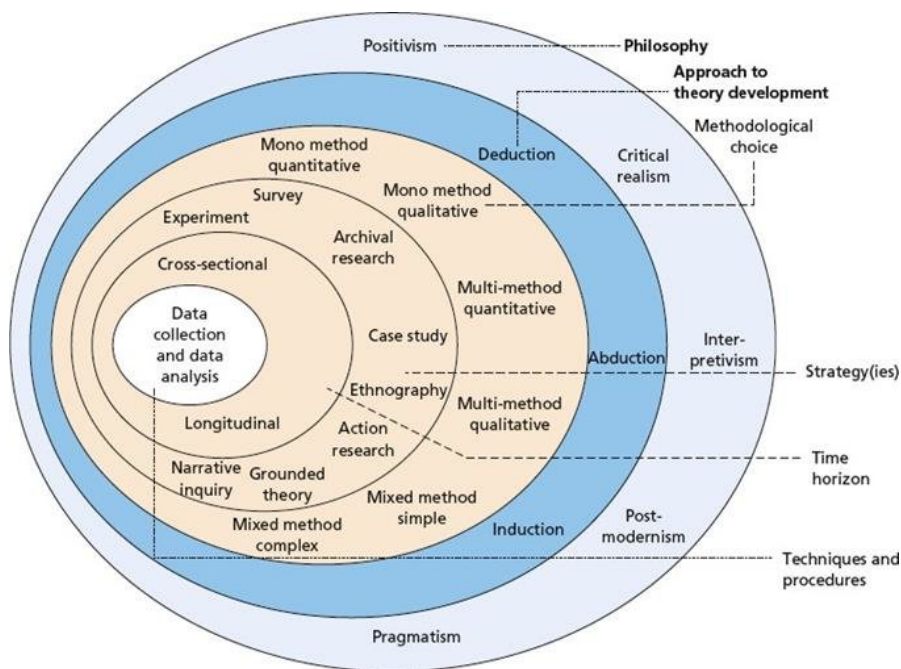 Positivism
Philosophy
Approach to
theory development
Methodological
choice
Mono method
quantitative
Deduction
Critical
realism
Survey
Mono method
qualitative
Experiment
Archival
research
Cross-sectional
Multi-method
quantitative
Data
collection
and data
analysis
Case study
Inter-
pretivism
Abduction
Strategy(ies)
Ethnography
Multi-method
qualitative
Longitudinal
Action
research
Time
horizon
Narrative
inquiry
Grounded
theory
Mixed method
simple
Mixed method
complex
Induction
Post-
modernism
Techniques and
procedures
Pragmatism